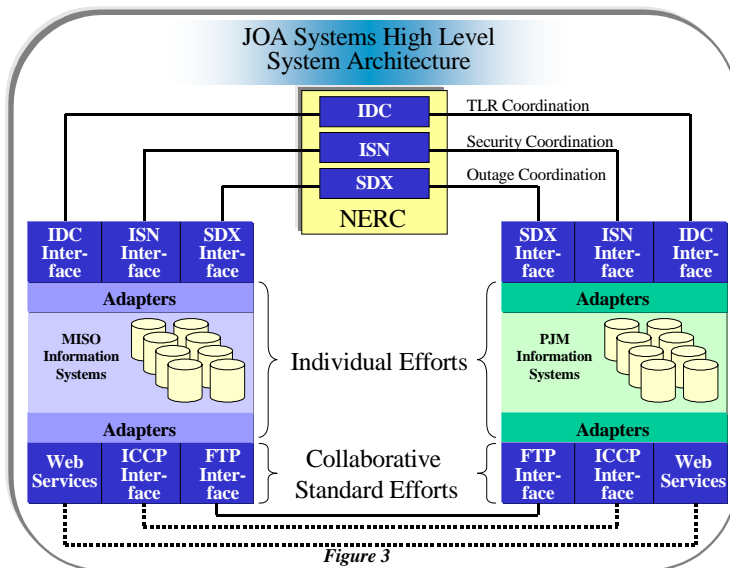 JOA Systems High Level
System Architecture
IDC
TLR Coordination
ISN
Security Coordination
SDX
Outage Coordination
NERC
IDC
Inter-
face
ISN
Inter-
face
SDX
Inter-
face
SDX
Inter-
face
ISN
Inter-
face
IDC
Inter-
face
Adapters
Adapters
MISO
Information
Systems
Individual Efforts
PJM
Information
Systems
Adapters
Adapters
Web
Services
ICCP
Inter-
face
FTP
Inter-
face
Collaborative
Standard Efforts
FTP
Inter-
face
ICCP
Inter-
face
Web
Services
Figure 3